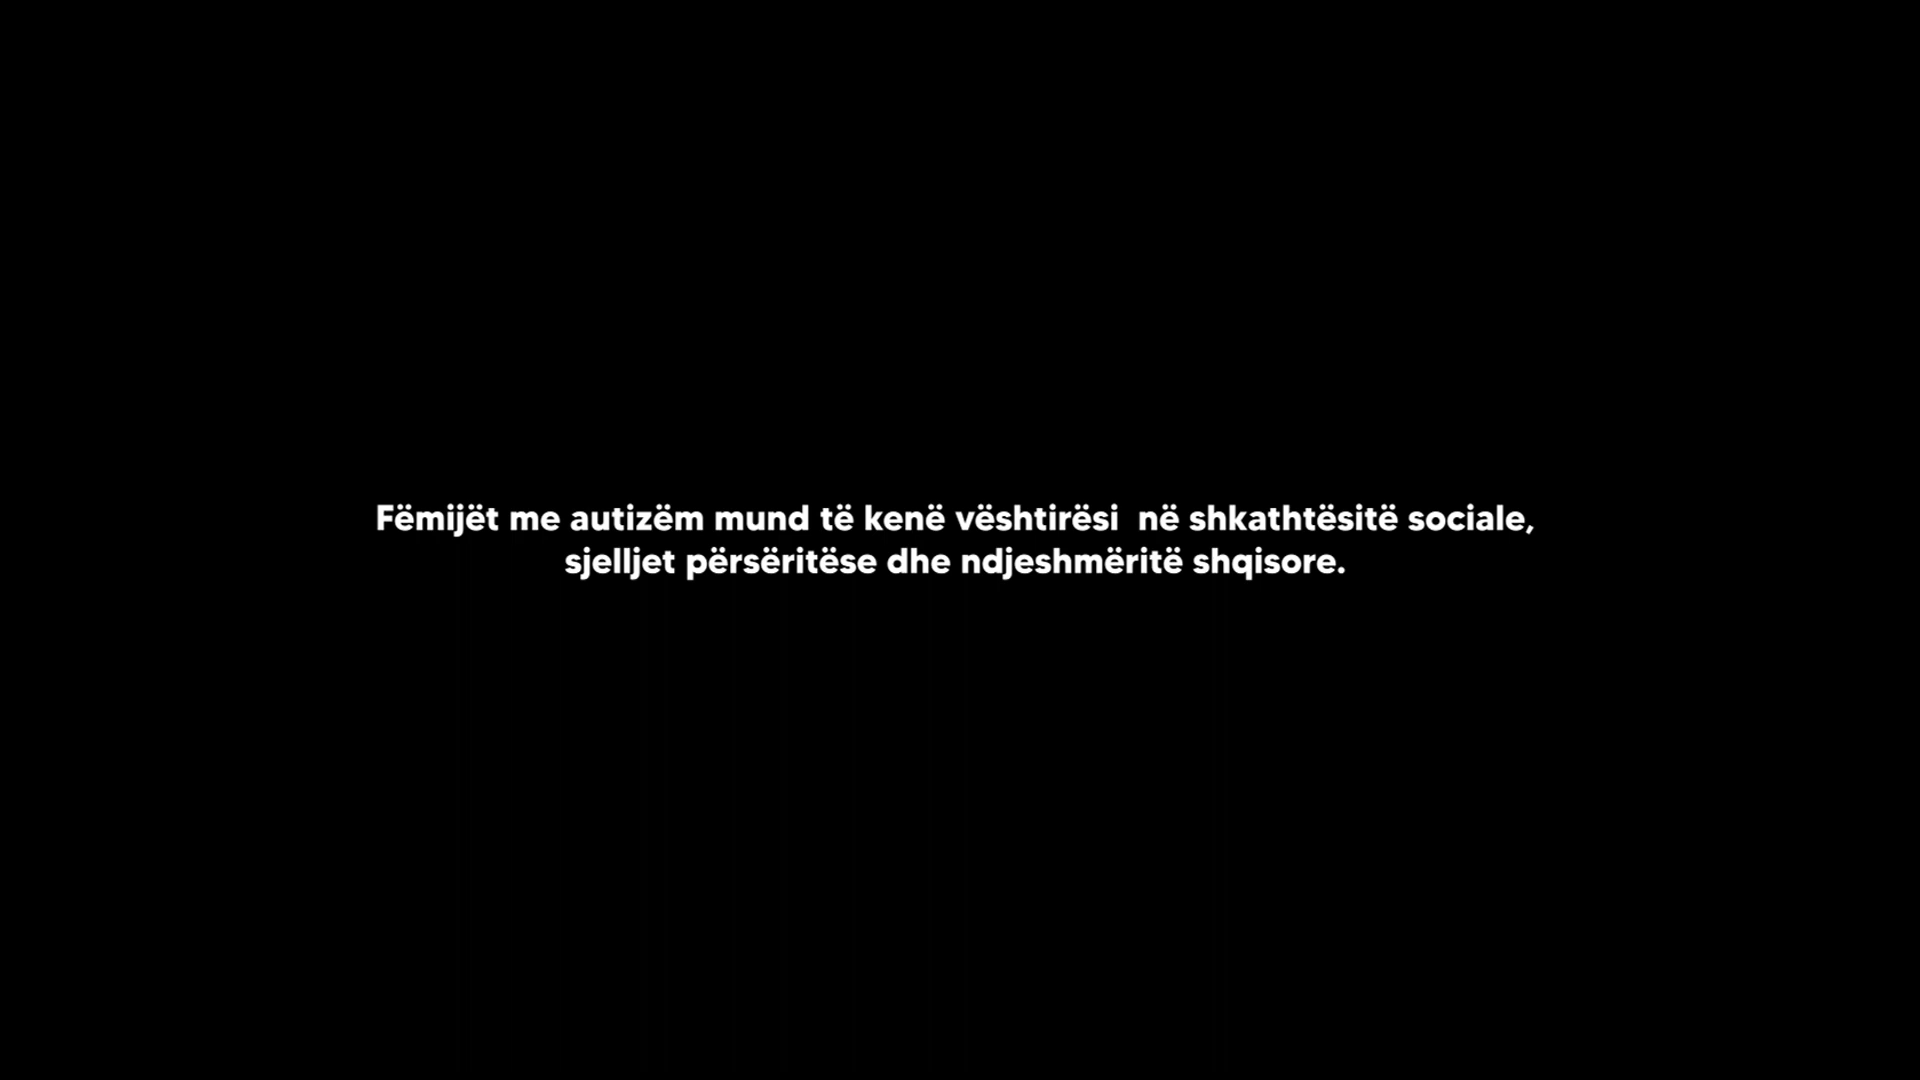 Fëmijët me autizëm mund të kenë vështirësi  në shkathtësitë sociale,
sjelljet përsëritëse dhe ndjeshmëritë shqisore.